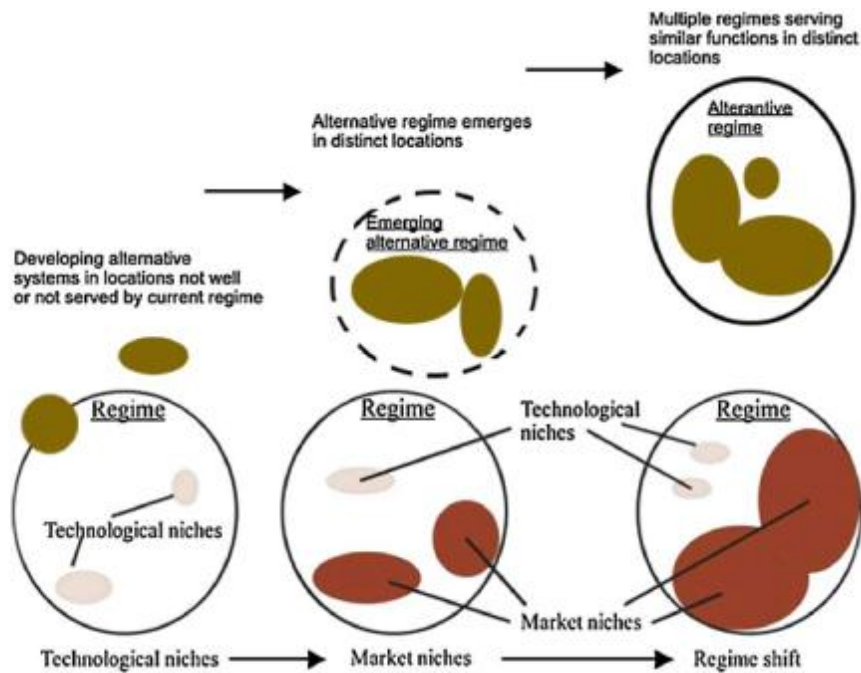 Multiple regimes serving
similar functions in distinct
locations
Alterantive
regime
Alternative regime emerges
in distinct locations
Emerging
alternative regime
Developing alternative
systems in locations not well
or not served by current regime
Regime
Technological niches
Regime
Technological
niches
Regime
Market niches
Technological niches
Market niches
Regime shift